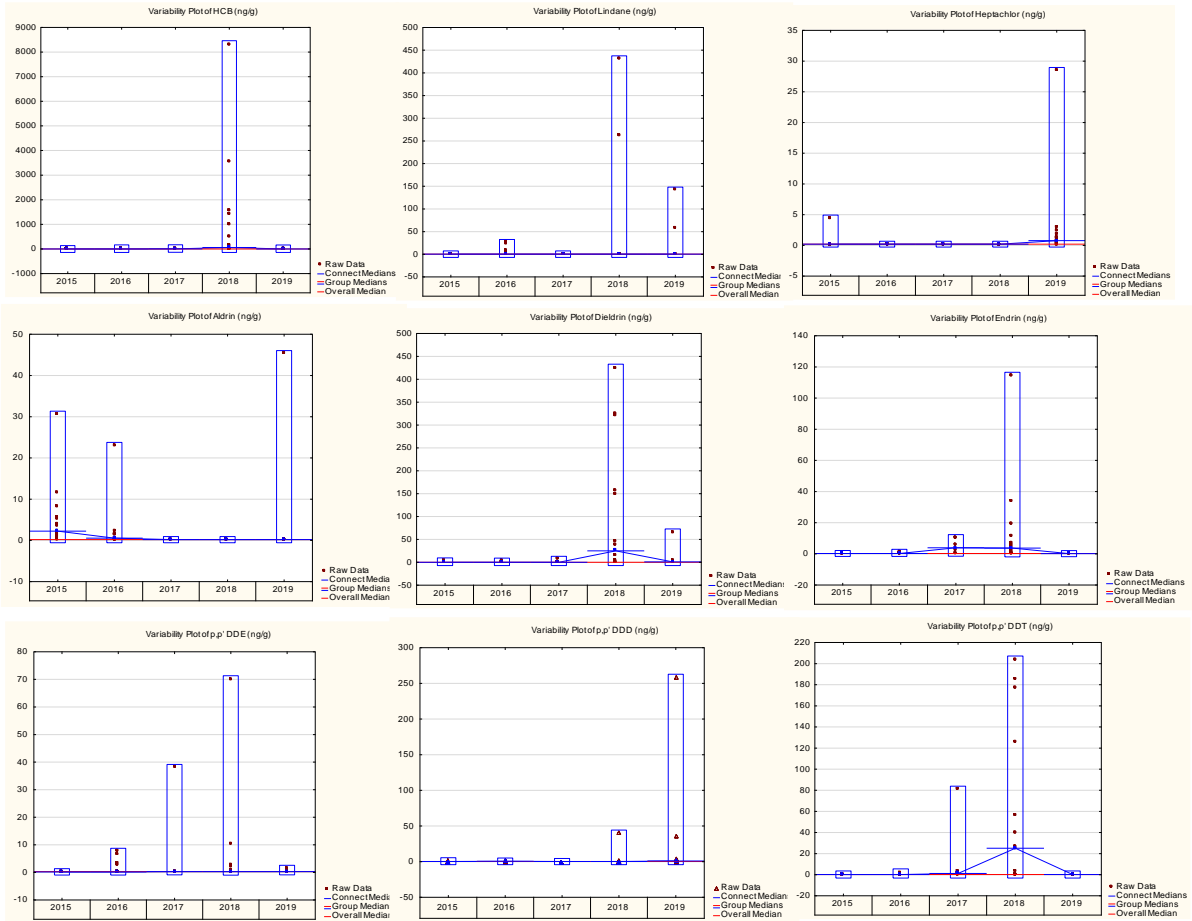 Variability Plot of HCB (ng/g)
9000
8000
7000
6000
5000
4000
3000
2000
1000
0
-1000
2015 2016 2017 2018 2019
Raw Data
Connect Medians
Group Medians
Overall Median
Variability Plot of Lindane (ng/g)
500
450
400
350
300
250
200
150
100
50
0
-50
2015 2016 2017 2018 2019
Raw Data
Connect Medians
Group Medians
Overall Median
Variability Plot of Heptachlor (ng/g)
35
30
25
20
15
10
5
0
-5
2015 2016 2017 2018 2019
Raw Data
Connect Medians
Group Medians
Overall Median
Variability Plot of Aldrin (ng/g)
50
40
30
20
10
0
-10
2015 2016 2017 2018 2019
Raw Data
Connect Medians
Group Medians
Overall Median
Variability Plot of Dieldrin (ng/g)
500
450
400
350
300
250
200
150
100
50
0
-50
2015 2016 2017 2018 2019
Raw Data
Connect Medians
Group Medians
Overall Median
Variability Plot of Endrin (ng/g)
140
120
100
80
60
40
20
0
-20
2015 2016 2017 2018 2019
Raw Data
Connect Medians
Group Medians
Overall Median
Variability Plot of p,p' DDE (ng/g)
80
70
60
50
40
30
20
10
0
-10
2015 2016 2017 2018 2019
Raw Data
Connect Medians
Group Medians
Overall Median
Variability Plot of p,p' DDD (ng/g)
300
250
200
150
100
50
0
-50
2015 2016 2017 2018 2019
Raw Data
Connect Medians
Group Medians
Overall Median
Variability Plot of p,p' DDT (ng/g)
220
200
180
160
140
120
100
80
60
40
20
0
-20
2015 2016 2017 2018 2019
Raw Data
Connect Medians
Group Medians
Overall Median